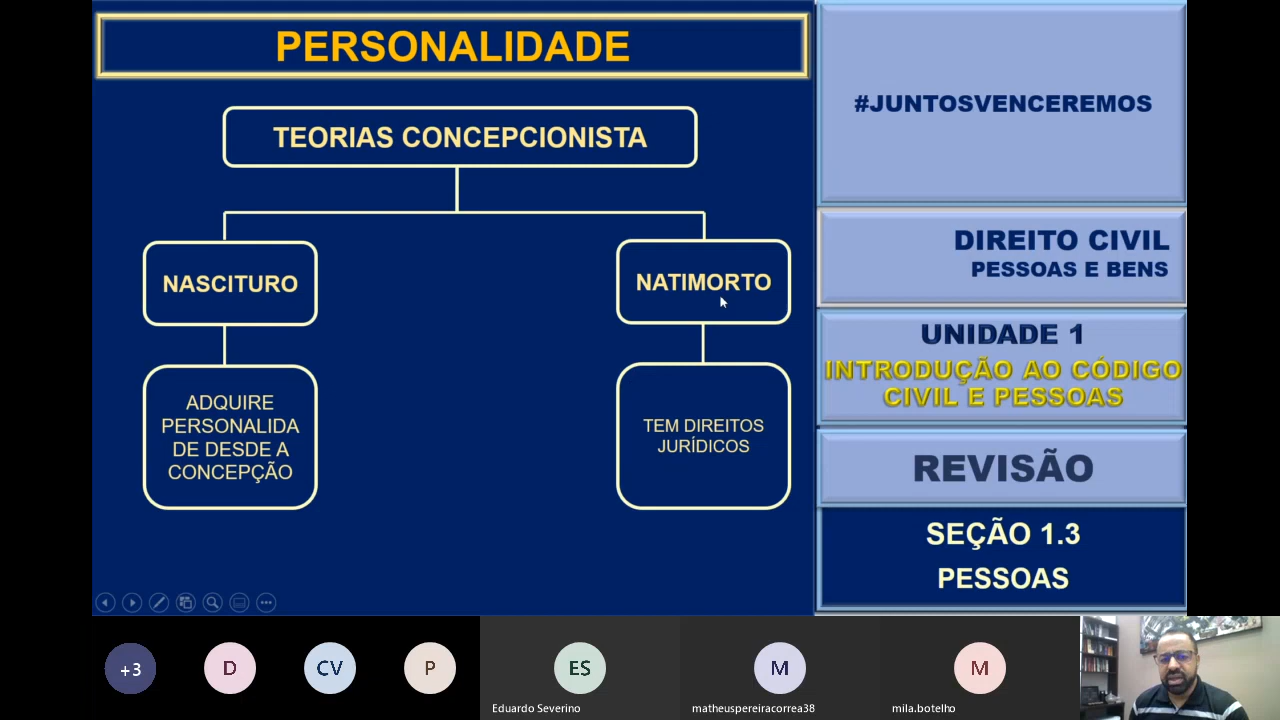 PERSONALIDADE
TEORIAS CONCEPCIONISTA
NASCITURO
NATIMORTO
ADQUIRE
PERSONALIDA
DE DESDE A
CONCEPÇÃO
TEM DIREITOS
JURÍDICOS
#JUNTOSVENCEREMOS
DIREITO CIVIL
PESSOAS E BENS
UNIDADE 1
INTRODUÇÃO AO CÓDIGO
CIVIL E PESSOAS
REVISÃO
SEÇÃO 1.3
PESSOAS
+3
D
CV
P
ES
Eduardo Severino
M
matheuspereiracorrea38
M
mila.botelho